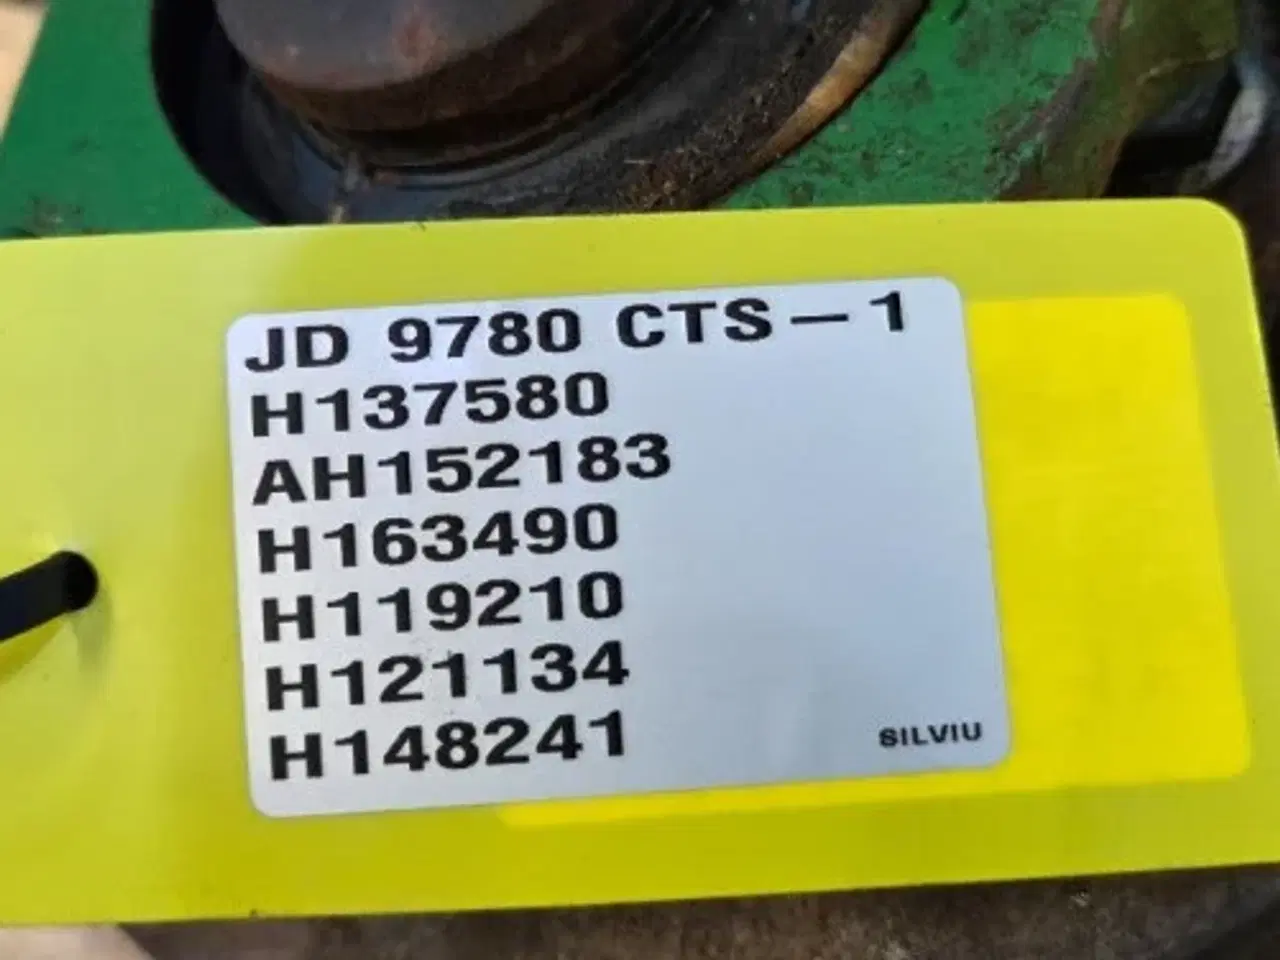 JD 9780 CTS – 1
H137580
AH152183
H163490
H119210
H121134
H148241
SILVIU